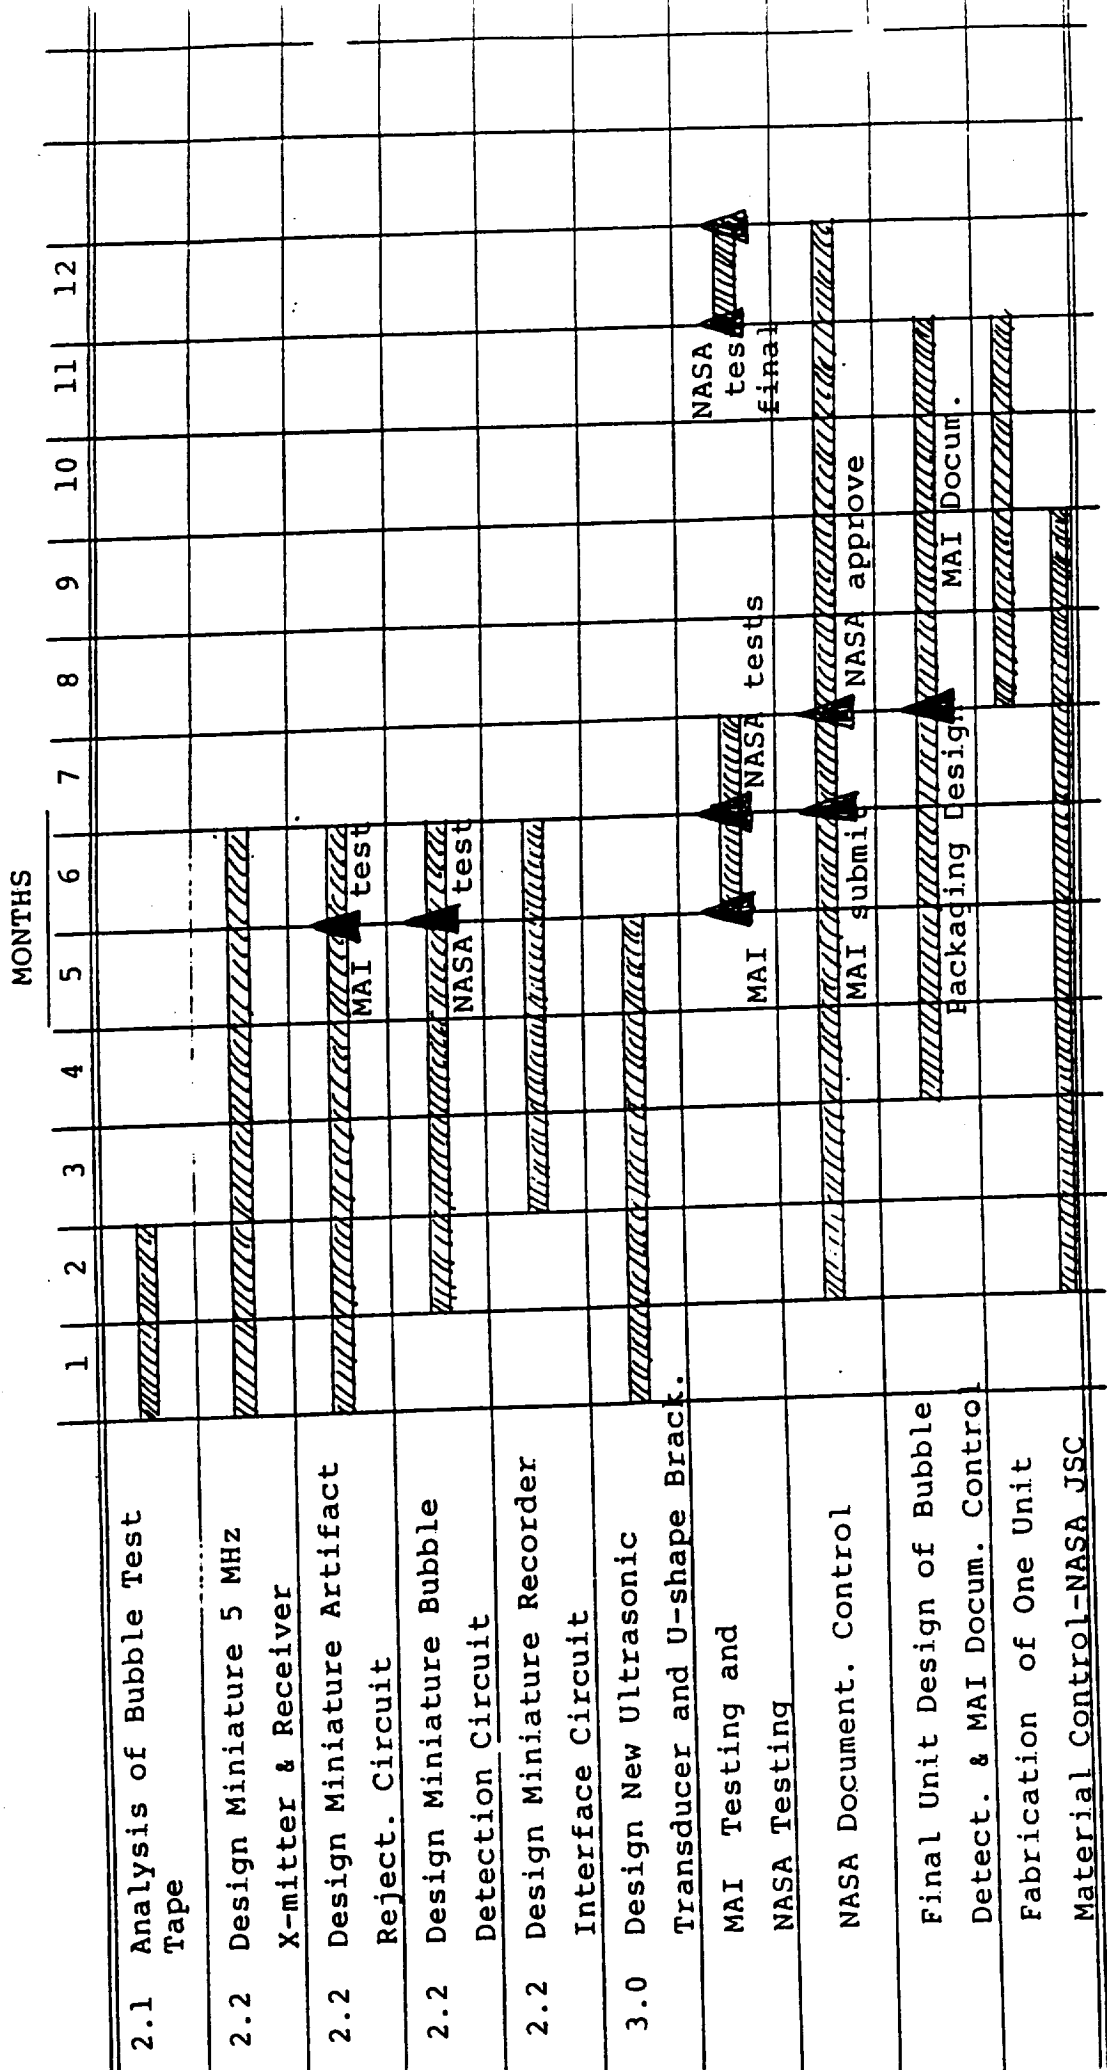 MONTHS
1 2 3 4 5 6 7 8 9 10 11 12
2.1 Analysis of Bubble Test
Tape
2.2 Design Miniature 5 MHz
X-mitter & Receiver
2.2 Design Miniature Artifact
Reject. Circuit
MAI test
2.2 Design Miniature Bubble
Detection Circuit
NASA test
2.2 Design Miniature Recorder
Interface Circuit
3.0 Design New Ultrasonic
Transducer and U-shape Brack.
MAI Testing and
NASA Testing
MAI
NASA tests
NASA
test
final
NASA Document. Control
MAI submit
NASA approve
Final Unit Design of Bubble
Detect. & MAI Docum. Control
Packaging Design
MAI Docum.
Fabrication of One Unit
Material Control-NASA JSC